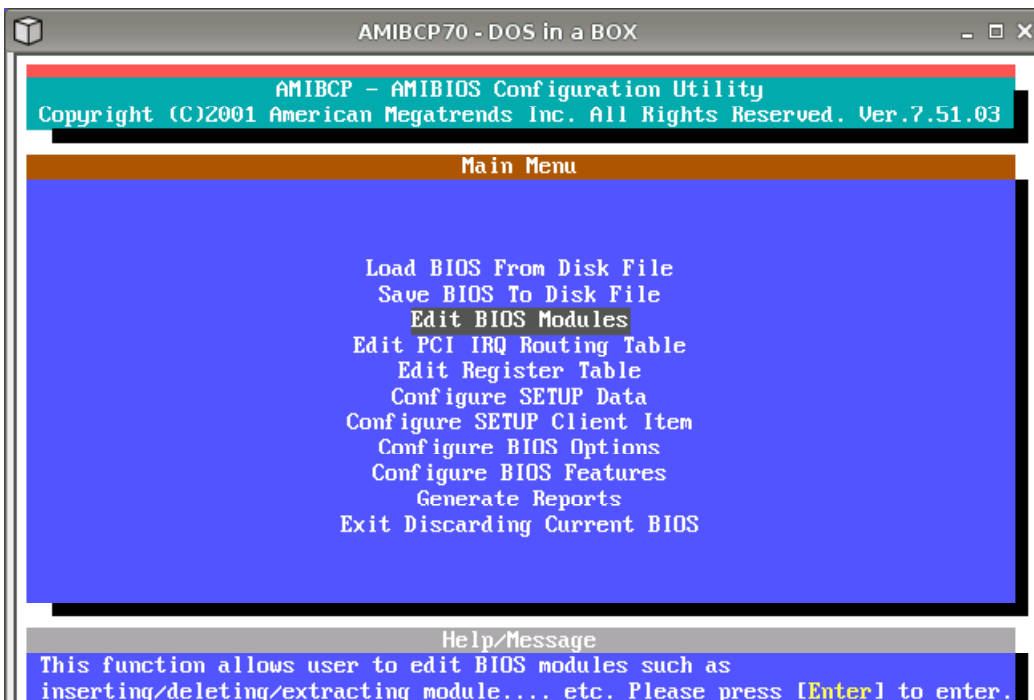 AMIBCP70 - DOS in a BOX
AMIBCP - AMIBIOS Configuration Utility
Copyright (C)2001 American Megatrends Inc. All Rights Reserved. Ver.7.51.03
Main Menu
Load BIOS From Disk File
Save BIOS To Disk File
Edit BIOS Modules
Edit PCI IRQ Routing Table
Edit Register Table
Configure SETUP Data
Configure SETUP Client Item
Configure BIOS Options
Configure BIOS Features
Generate Reports
Exit Discarding Current BIOS
Help/Message
This function allows user to edit BIOS modules such as
inserting/deleting/extracting module.... etc. Please press [Enter] to enter.